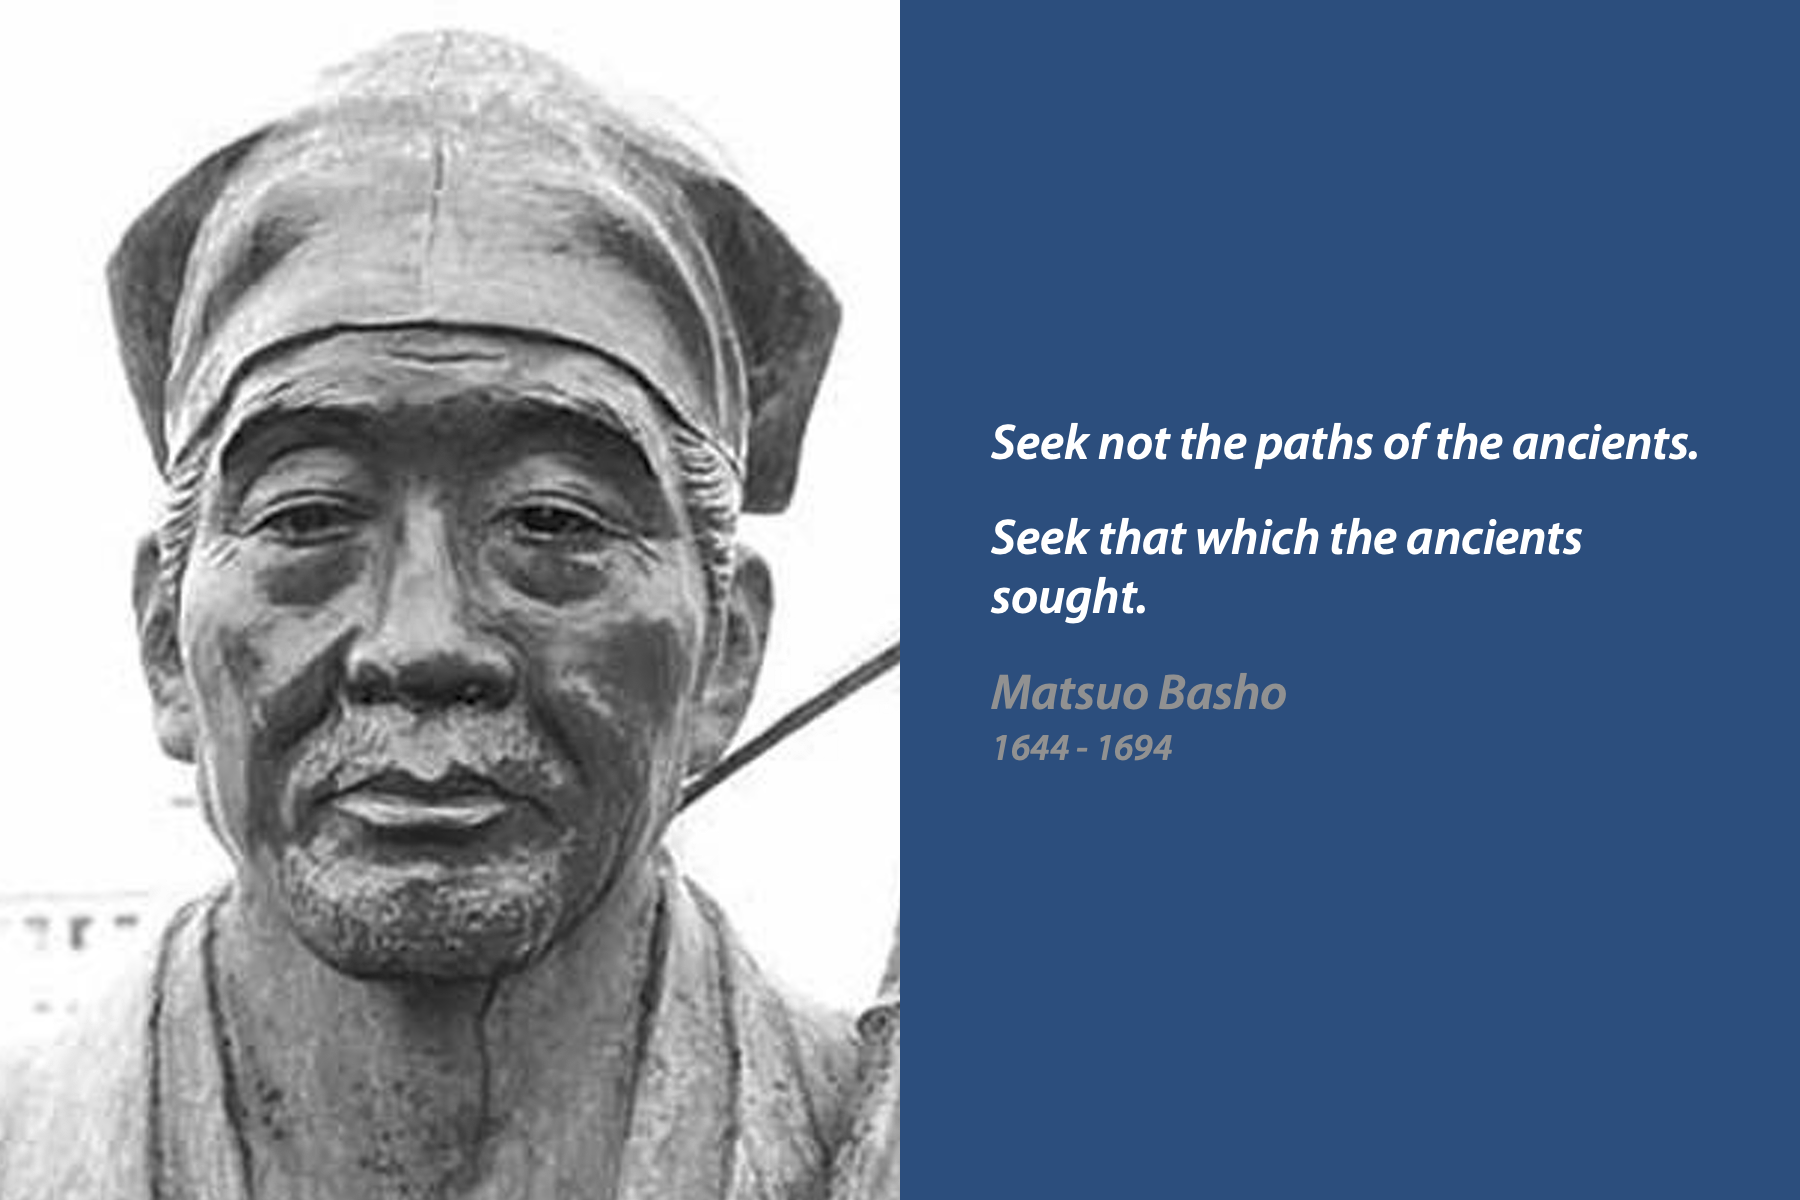 Seek not the paths of the ancients.
Seek that which the ancients
sought.
Matsuo Basho
1644 - 1694